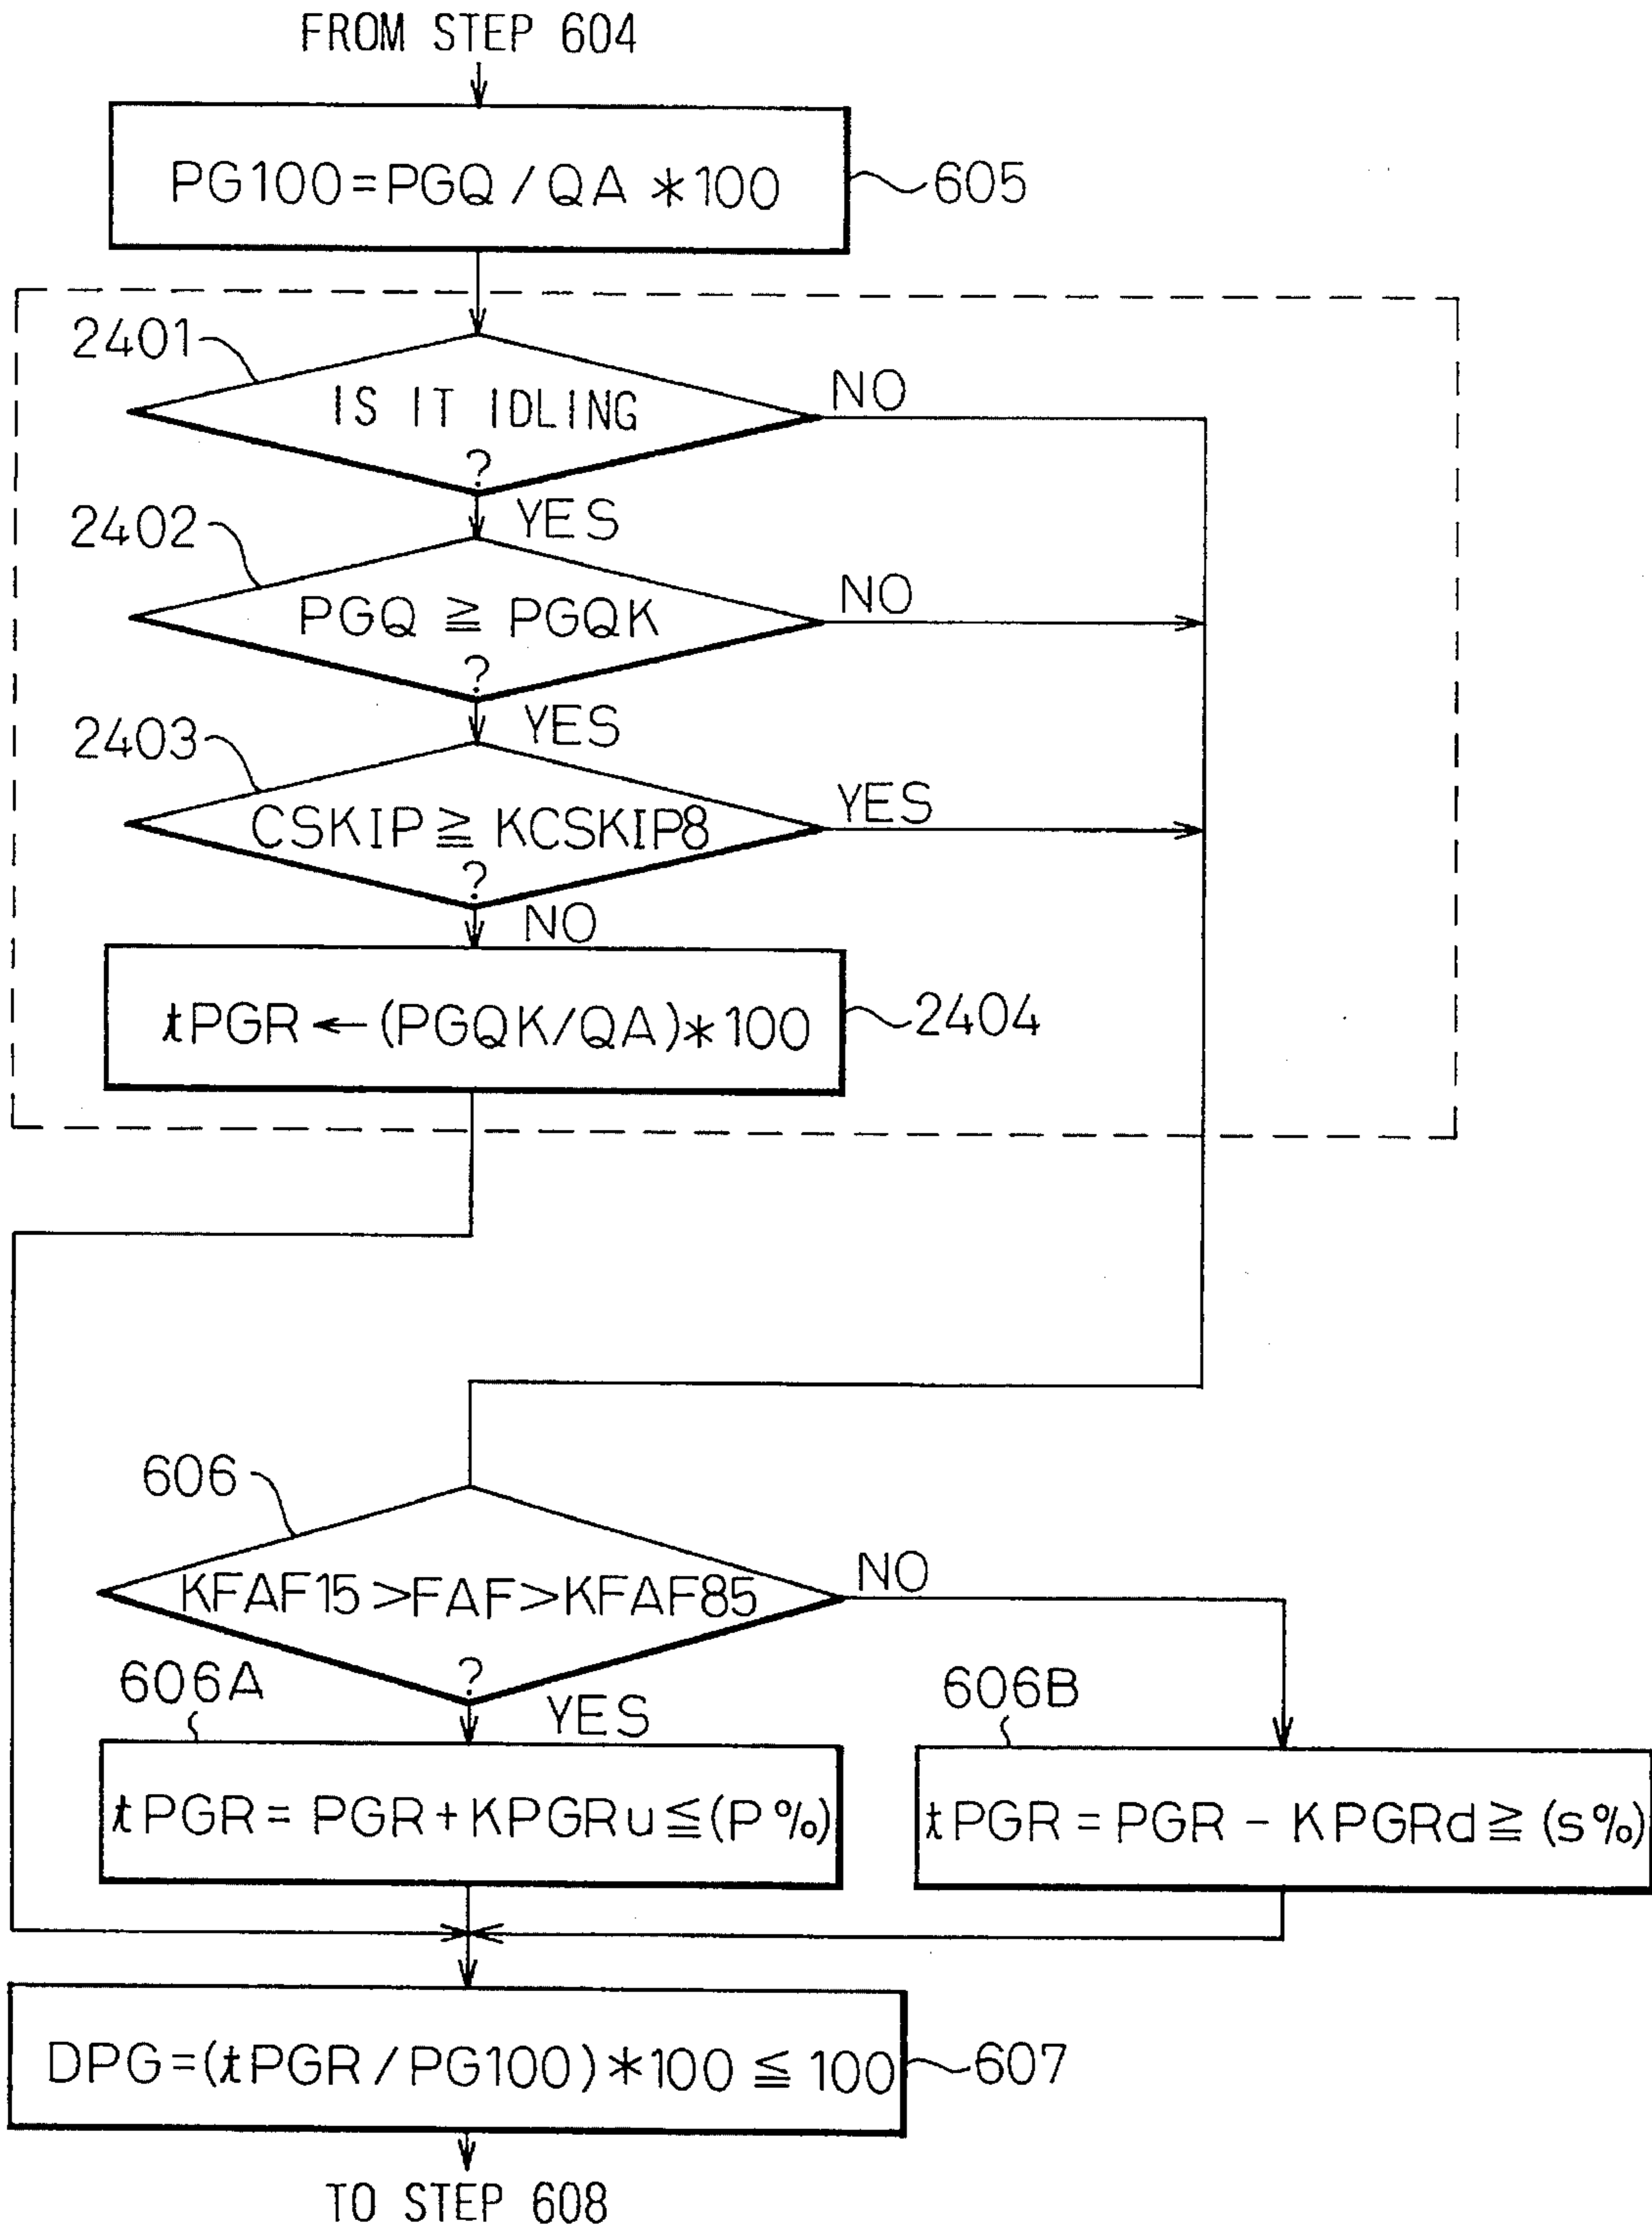 FROM STEP 604
PG100=PGQ/QA *100
605
2401
IS IT IDLING
?
NO
YES
2402
PGQ ≧ PGQK
?
NO
YES
2403
CSKIP ≧ KCSKIP8
?
YES
NO
tPGR ← (PGQK/QA)*100
2404
606
KFAF15 >FAF>KFAF85
?
NO
YES
606A
tPGR = PGR+KPGRu ≦ (P%)
606B
tPGR = PGR - KPGRd ≧ (s%)
DPG=(tPGR/PG100)*100 ≦ 100
607
TO STEP 608